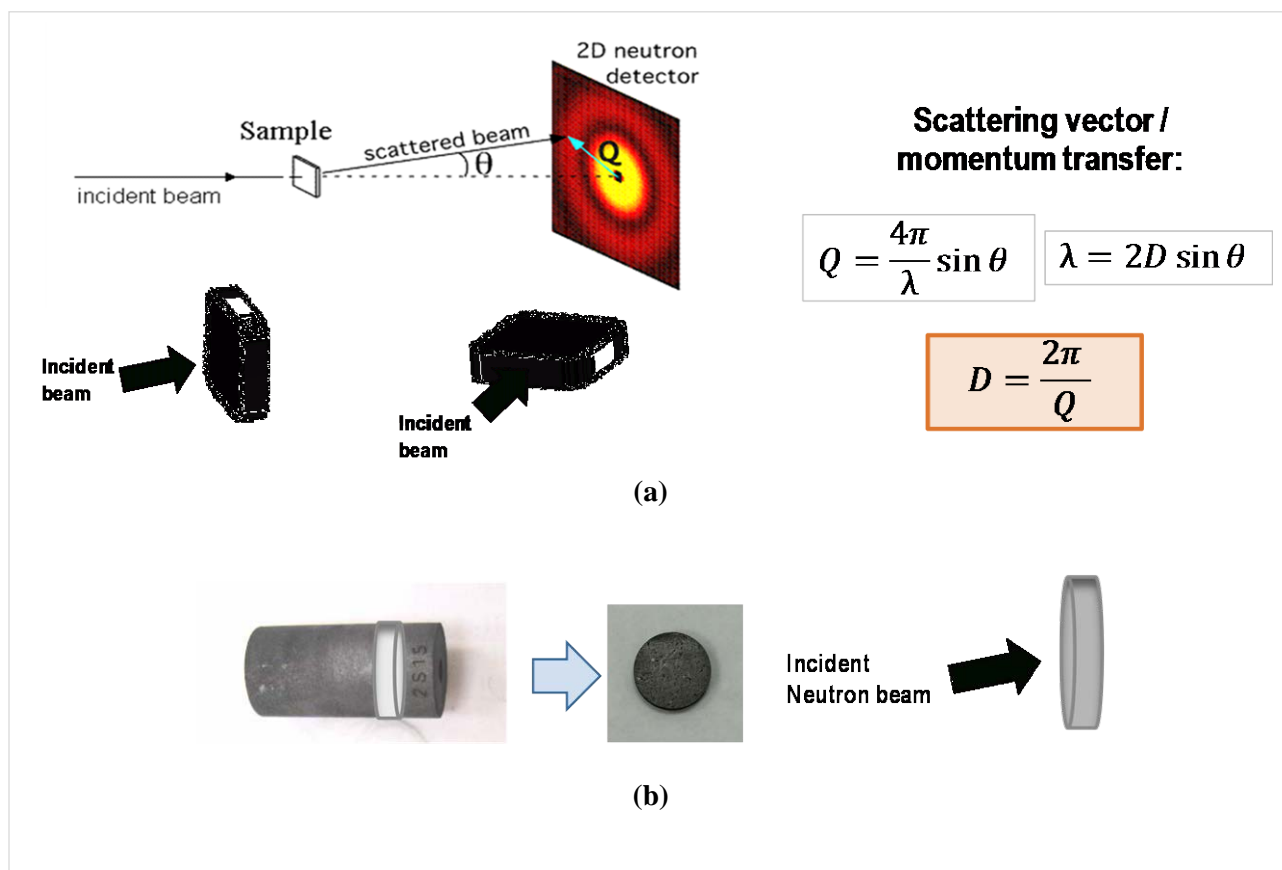 2D neutron
detector
Sample
scattered beam
θ
Q
incident beam
Scattering vector /
momentum transfer:
Q = 4π/λ sin θ
λ = 2D sin θ
D = 2π/Q
Incident
beam
Incident
beam
(a)
2S15
Incident
Neutron beam
(b)